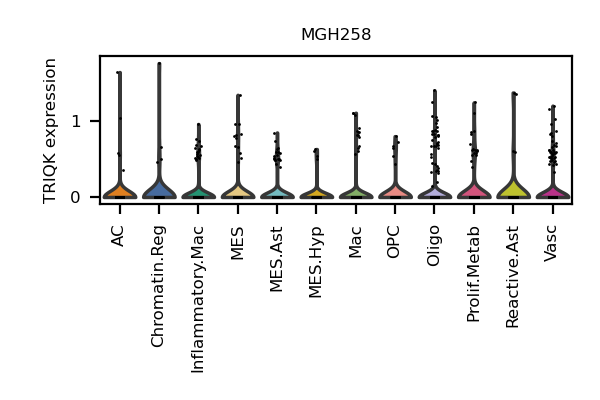 MGH258
TRIQK expression
1
0
AC
Chromatin.Reg
Inflammatory.Mac
MES
MES.Ast
MES.Hyp
Mac
OPC
Oligo
Prolif.Metab
Reactive.Ast
Vasc